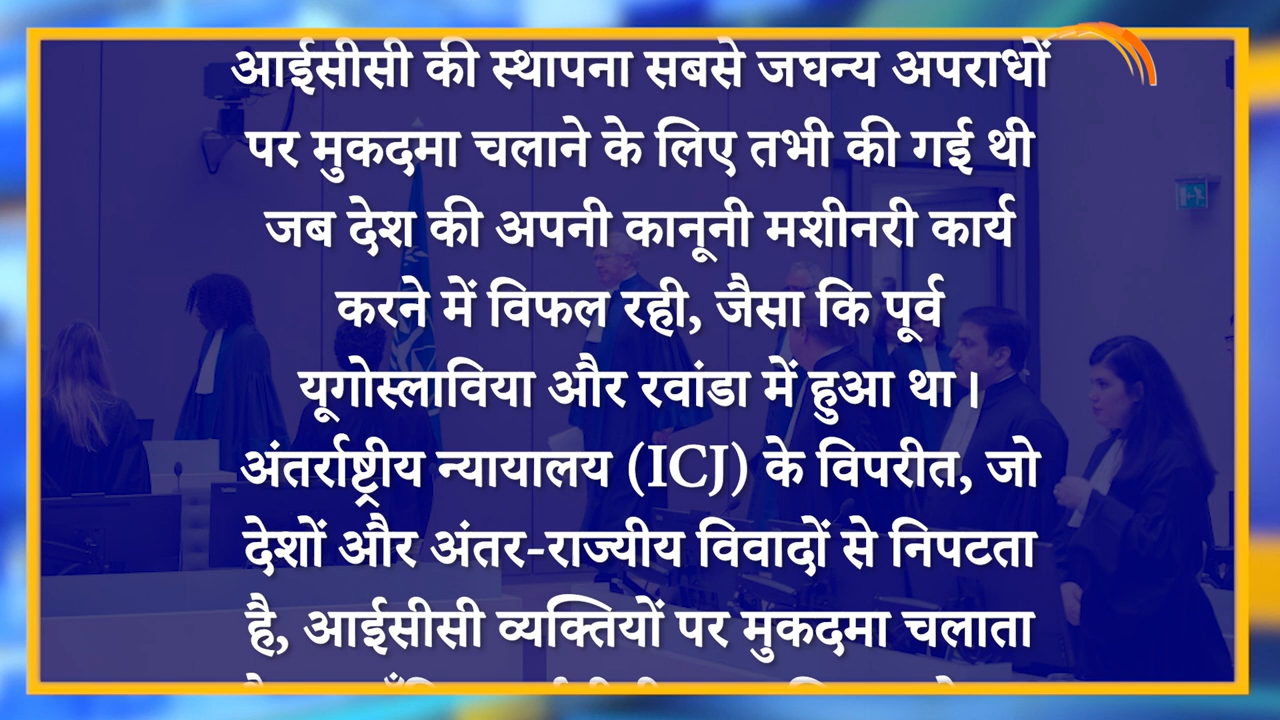 आईसीसी की स्थापना सबसे जघन्य अपराधों
पर मुकदमा चलाने के लिए तभी की गई थी
जब देश की अपनी कानूनी मशीनरी कार्य
करने में विफल रही, जैसा कि पूर्व
यूगोस्लाविया और रवांडा में हुआ था।
अंतर्राष्ट्रीय न्यायालय (ICJ) के विपरीत, जो
देशों और अंतर-राज्यीय विवादों से निपटता
है, आईसीसी व्यक्तियों पर मुकदमा चलाता